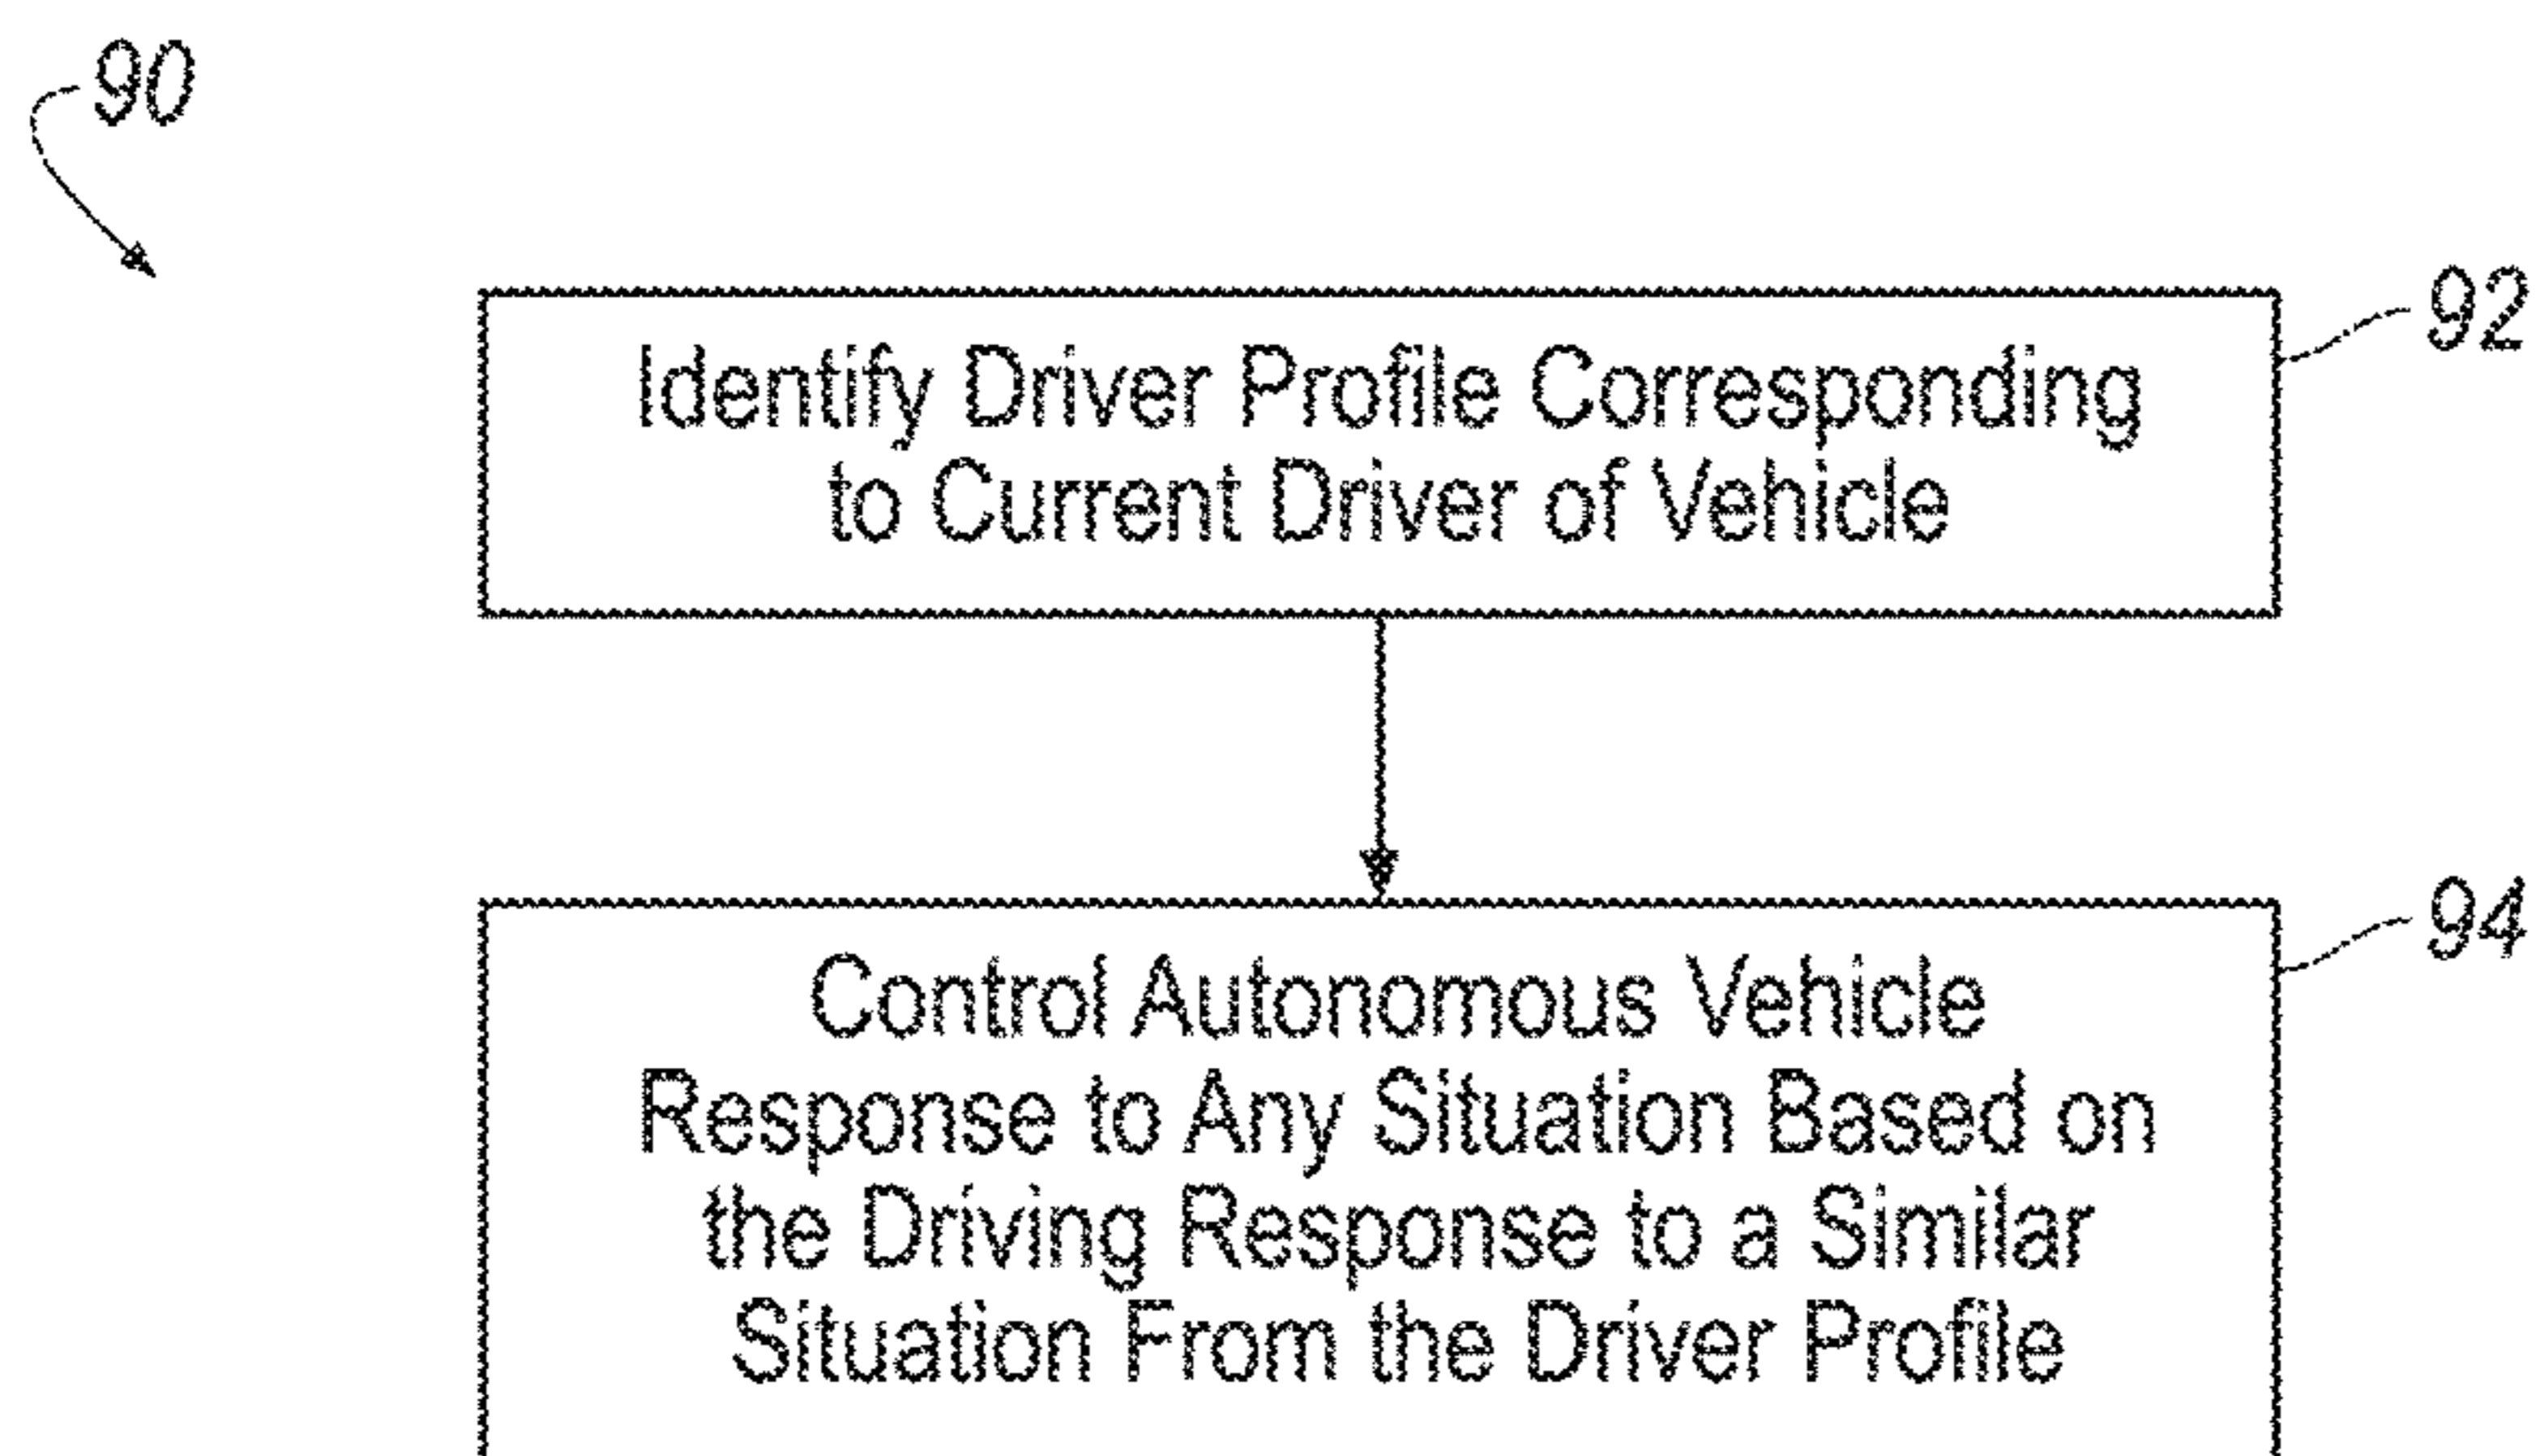 90
92
Identify Driver Profile Corresponding
to Current Driver of Vehicle
94
Control Autonomous Vehicle
Response to Any Situation Based on
the Driving Response to a Similar
Situation From the Driver Profile